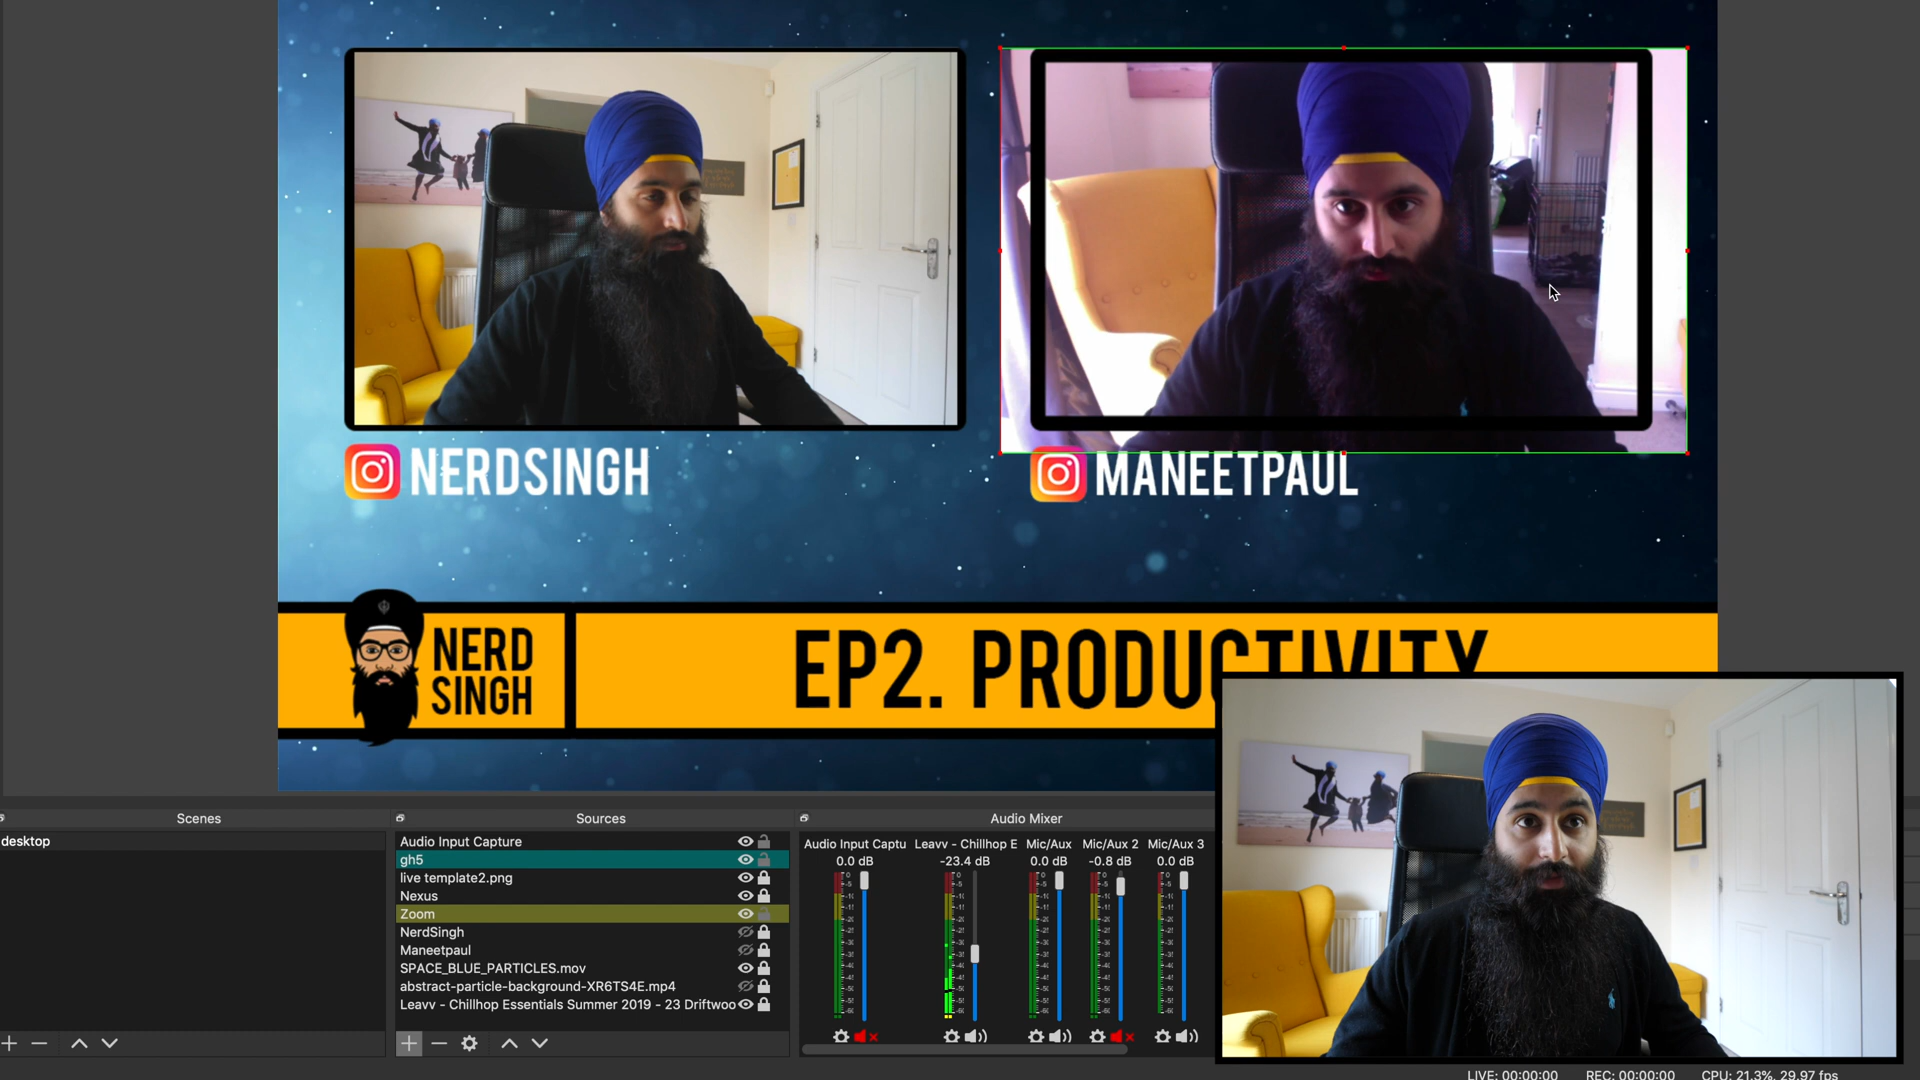 NERDSINGH
MANEETPAUL
NERD
SINGH
EP2. PRODUCTIVITY
Scenes
desktop
Sources
Audio Input Capture
gh5
live template2.png
Nexus
Zoom
NerdSingh
Maneetpaul
SPACE_BLUE_PARTICLES.mov
abstract-particle-background-XR6TS4E.mp4
Leavv - Chillhop Essentials Summer 2019 - 23 Driftwoo
Audio Mixer
Audio Input Captu
0.0 dB
Leavv - Chillhop E
-23.4 dB
Mic/Aux
0.0 dB
Mic/Aux 2
-0.8 dB
Mic/Aux 3
0.0 dB
LIVE: 00:00:00
REC: 00:00:00
CPU: 21.3%, 29.97 fps